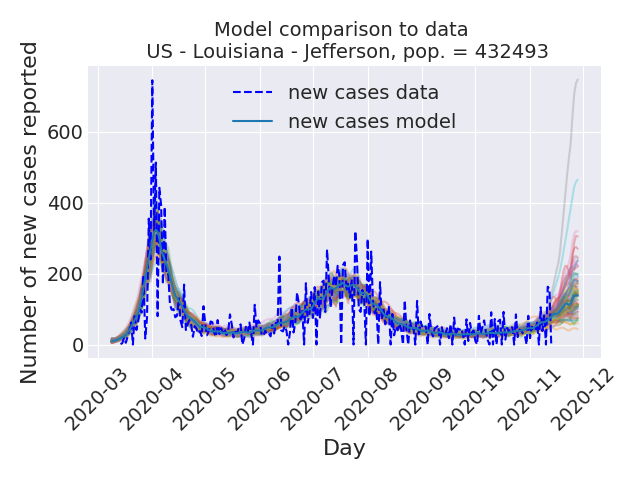 Model comparison to data
US - Louisiana - Jefferson, pop. = 432493
Number of new cases reported
600
400
200
0
new cases data
new cases model
2020-03
2020-04
2020-05
2020-06
2020-07
2020-08
2020-09
2020-10
2020-11
2020-12
Day